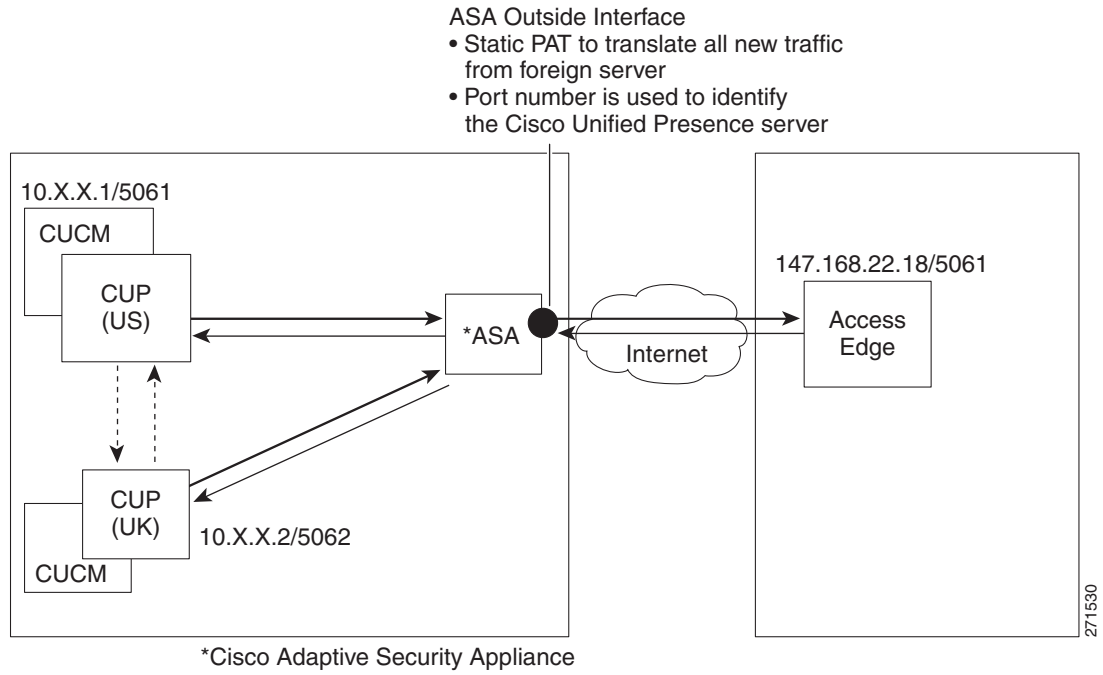 ASA Outside Interface
• Static PAT to translate all new traffic
from foreign server
• Port number is used to identify
the Cisco Unified Presence server
10.X.X.1/5061
CUCM
CUP
(US)
*ASA
Internet
147.168.22.18/5061
Access
Edge
CUP
(UK)
10.X.X.2/5062
CUCM
271530
*Cisco Adaptive Security Appliance